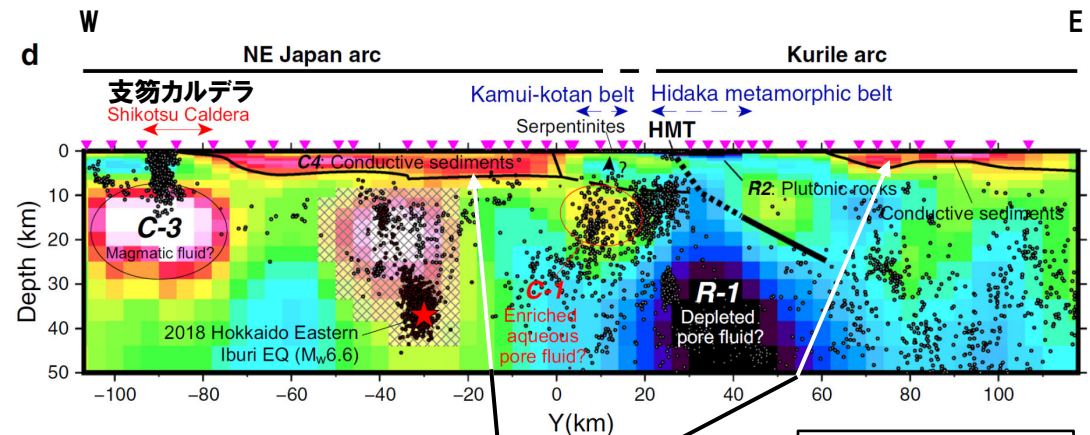 W
E
d
NE Japan arc
Kurile arc
支笏カルデラ
Shikotsu Caldera
Kamui-kotan belt
Hidaka metamorphic belt
Serpentinites
HMT
?
C4: Conductive sediments
R2: Plutonic rocks
Conductive sediments
C-3
Magmatic fluid?
C-1
Enriched
aqueous
pore fluid?
R-1
Depleted
pore fluid?
2018 Hokkaido Eastern
Iburi EQ (Mw6.6)
Depth (km)
0
10
20
30
40
50
−100
−80
−60
−40
−20
0
20
40
60
80
100
Y(km)